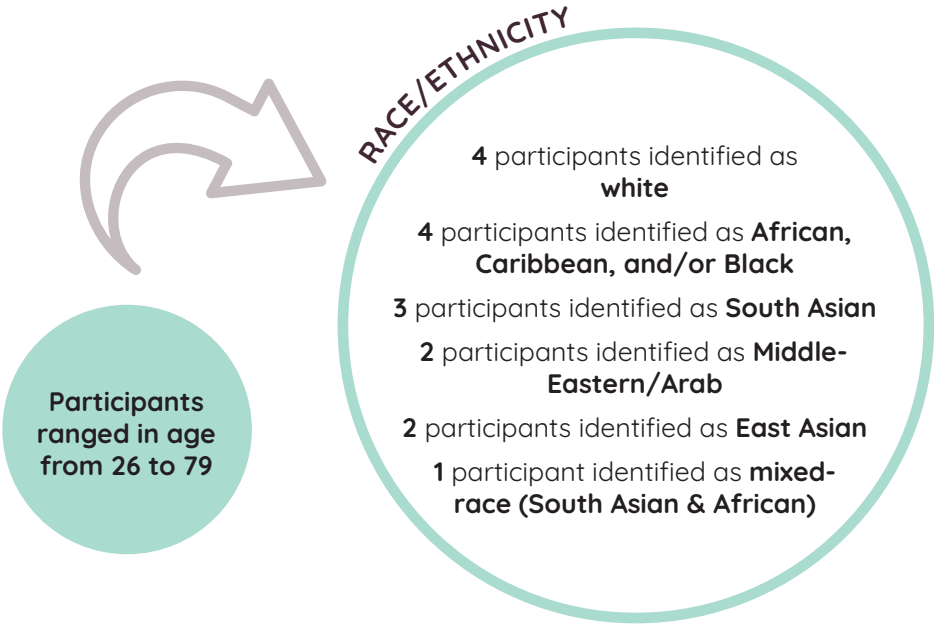 RACE/ETHNICITY
4 participants identified as
white
4 participants identified as African,
Caribbean, and/or Black
3 participants identified as South Asian
2 participants identified as Middle-
Eastern/Arab
2 participants identified as East Asian
1 participant identified as mixed-
race (South Asian & African)
Participants
ranged in age
from 26 to 79